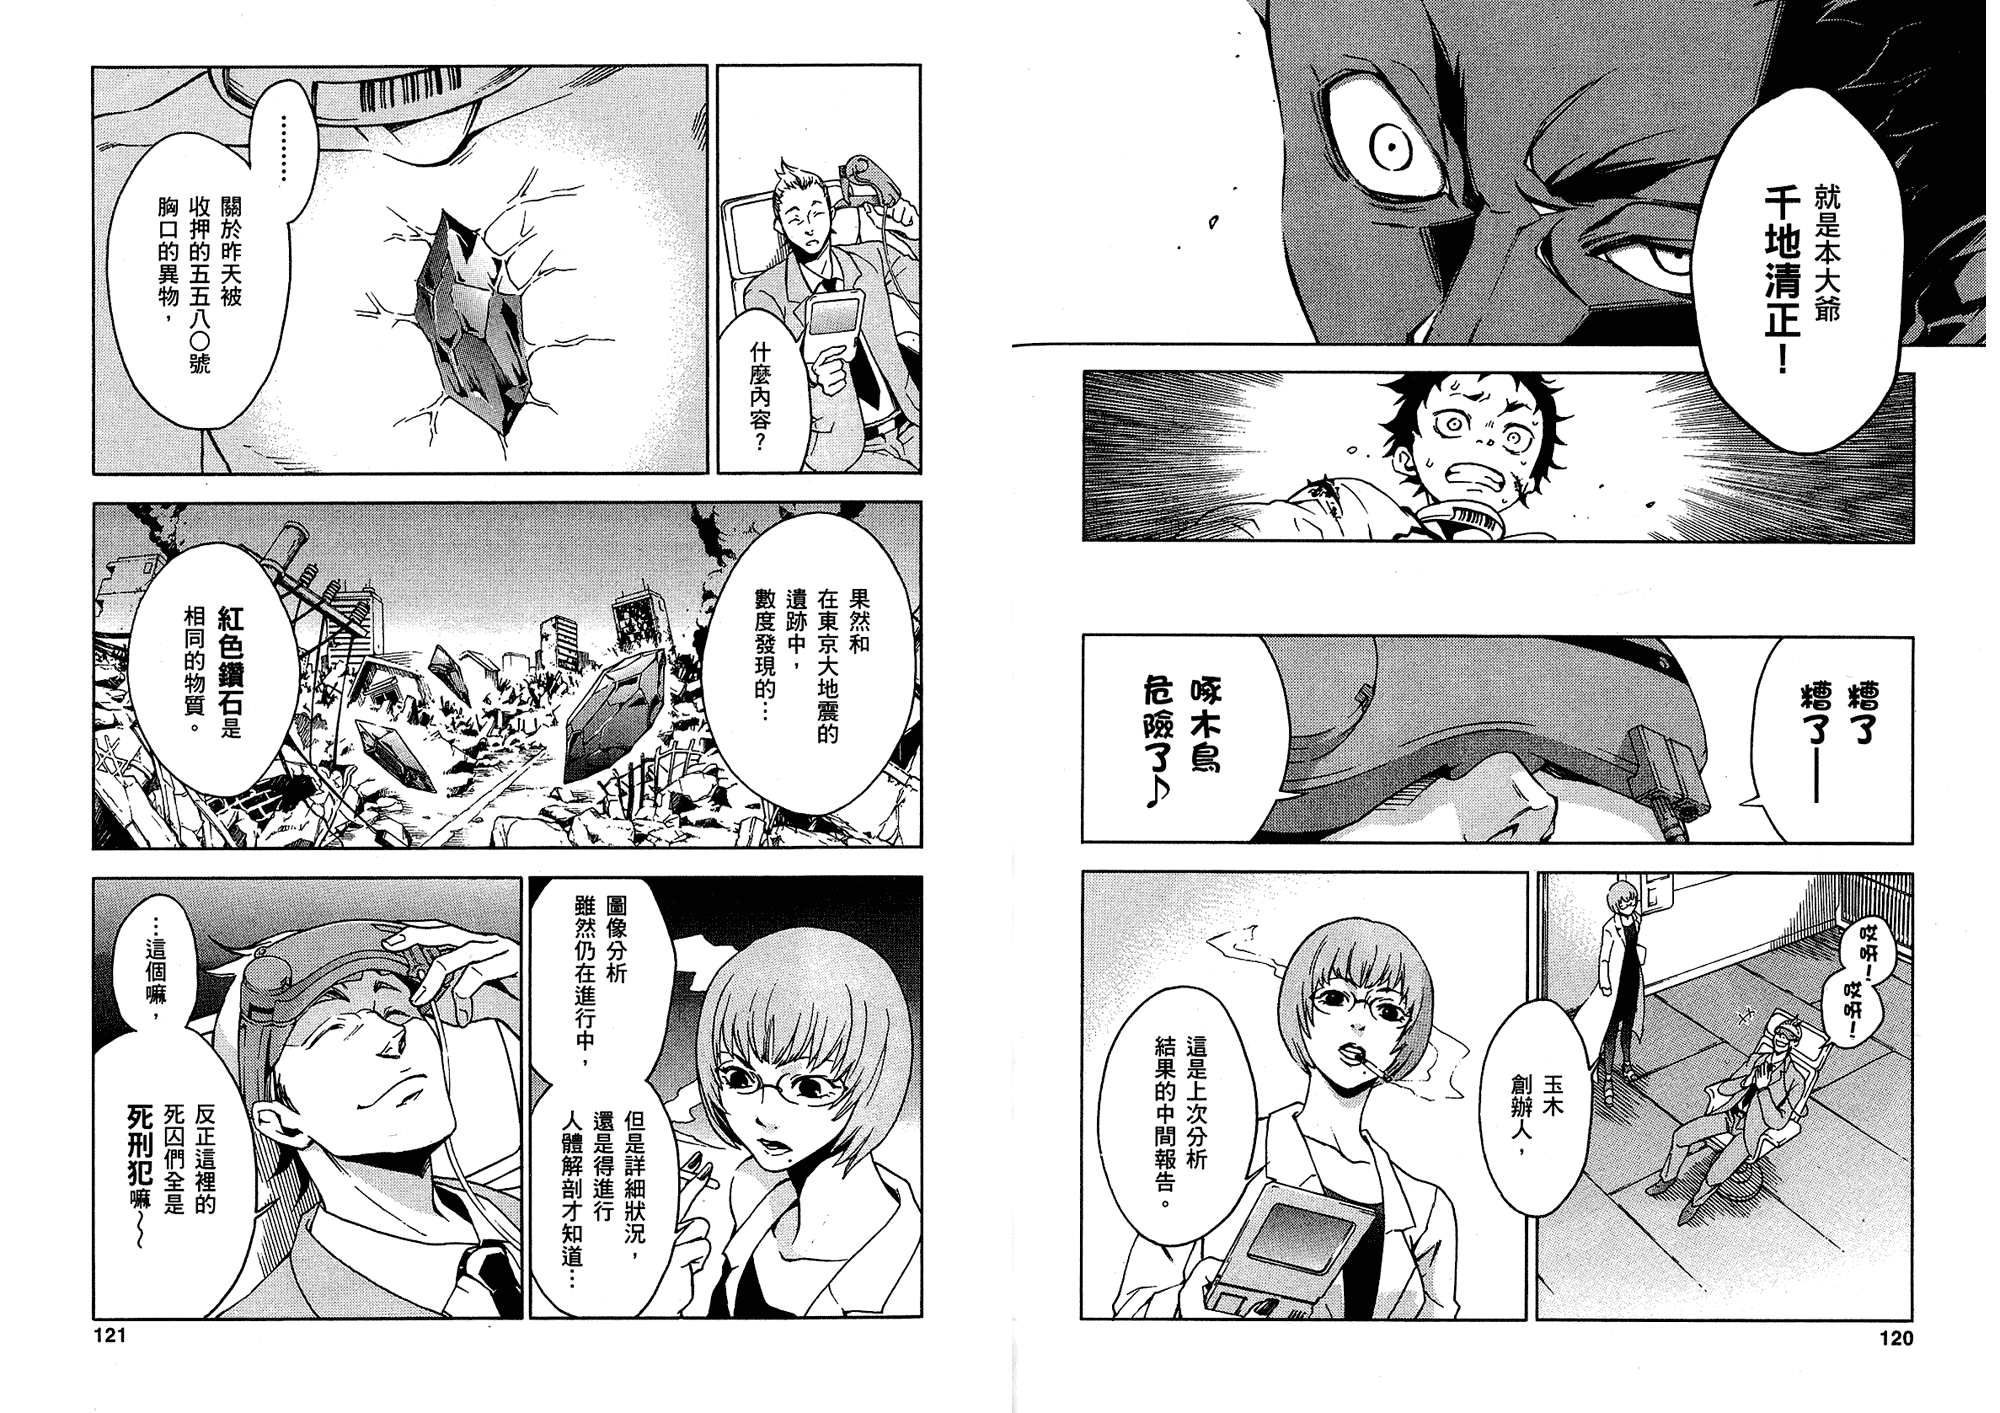 就是本大爺
千地清正！
糟了
糟了——
啄木鳥
危險了♪
哎呀！
哎呀！
玉木
創辦人，
這是上次分析
結果的中間報告。
120
什麼內容？
………
關於昨天被
收押的五五八〇號
胸口的異物，
果然和
在東京大地震的
遺跡中，
數度發現的…
紅色鑽石是
相同的物質。
圖像分析
雖然仍在進行中，
但是詳細狀況，
還是得進行
人體解剖才知道…
…這個嘛，
反正這裡的
死囚們全是
死刑犯嘛～
121